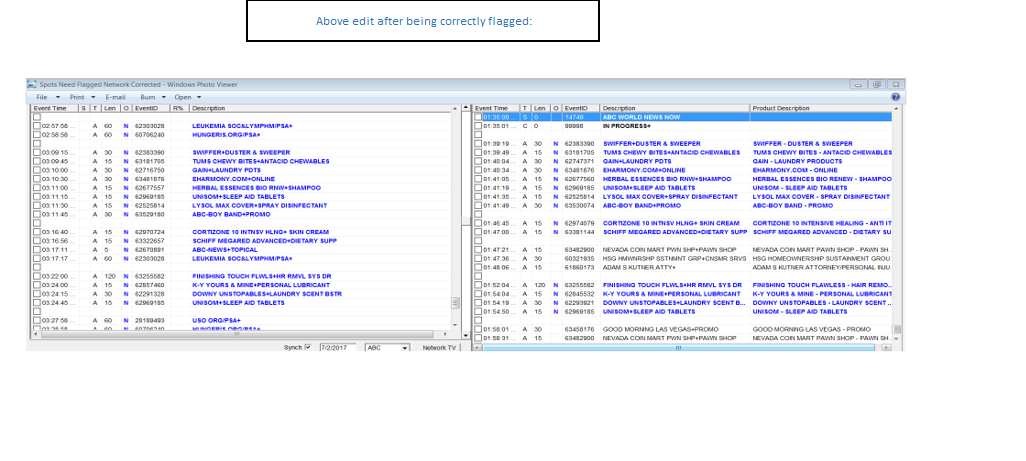 Above edit after being correctly flagged:
Spots Need Flagged Network Corrected - Windows Photo Viewer
File Print E-mail Burn Open
Event Time S T Len O EventID R% Description
02:57:58 ... A 60 N 62303028 LEUKEMIA SOC&LYMPHM/PSA+
02:58:58 ... A 60 N 60706240 HUNGERIS.ORG/PSA+
03:09:15 ... A 30 N 62383390 SWIFFER+DUSTER & SWEEPER
03:09:45 ... A 15 N 63181705 TUMS CHEWY BITES+ANTACID CHEWABLES
03:10:00 ... A 30 N 62716750 GAIN+LAUNDRY PDTS
03:10:30 ... A 30 N 63481876 EHARMONY.COM+ONLINE
03:11:00 ... A 15 N 62677557 HERBAL ESSENCES BIO RNW+SHAMPOO
03:11:15 ... A 15 N 62969185 UNISOM+SLEEP AID TABLETS
03:11:30 ... A 15 N 62525814 LYSOL MAX COVER+SPRAY DISINFECTANT
03:11:45 ... A 30 N 63529180 ABC-BOY BAND+PROMO
03:16:40 ... A 15 N 62970724 CORTIZONE 10 INTNSV HLNG+ SKIN CREAM
03:16:56 ... A 15 N 63322657 SCHIFF MEGARED ADVANCED+DIETARY SUPP
03:17:11 ... A 5 N 62670891 ABC-NEWS+TOPICAL
03:17:17 ... A 60 N 62303028 LEUKEMIA SOC&LYMPHM/PSA+
03:22:00 ... A 120 N 63255582 FINISHING TOUCH FLWLS+HR RMVL SYS DR
03:24:00 ... A 15 N 62857460 K-Y YOURS & MINE+PERSONAL LUBRICANT
03:24:15 ... A 30 N 62291328 DOWNY UNSTOPABLES+LAUNDRY SCENT BSTR
03:24:45 ... A 15 N 62969185 UNISOM+SLEEP AID TABLETS
03:27:58 ... A 60 N 28189493 USO ORG/PSA+
03:28:58 ... A 60 N 60706240 HUNGERIS.ORG/PSA+
Synch 7/2/2017 ABC Network TV
Event Time T Len O EventID Description Product Description
01:35:00 ... S 0 14749 ABC WORLD NEWS NOW
01:35:01 ... C 0 99998 IN PROGRESS+
01:39:19 ... A 30 N 62383390 SWIFFER+DUSTER & SWEEPER SWIFFER - DUSTER & SWEEPER
01:39:49 ... A 15 N 63181705 TUMS CHEWY BITES+ANTACID CHEWABLES TUMS CHEWY BITES - ANTACID CHEWABLES
01:40:04 ... A 30 N 62747371 GAIN+LAUNDRY PDTS GAIN - LAUNDRY PRODUCTS
01:40:34 ... A 30 N 63481876 EHARMONY.COM+ONLINE EHARMONY.COM - ONLINE
01:41:05 ... A 15 N 62677560 HERBAL ESSENCES BIO RNW+SHAMPOO HERBAL ESSENCES BIO RENEW - SHAMPOO
01:41:19 ... A 15 N 62969185 UNISOM+SLEEP AID TABLETS UNISOM - SLEEP AID TABLETS
01:41:35 ... A 15 N 62525814 LYSOL MAX COVER+SPRAY DISINFECTANT LYSOL MAX COVER - SPRAY DISINFECTANT
01:41:49 ... A 30 N 63530074 ABC-BOY BAND+PROMO ABC-BOY BAND - PROMO
01:46:45 ... A 15 N 62974079 CORTIZONE 10 INTNSV HLNG+ SKIN CREAM CORTIZONE 10 INTENSIVE HEALING - ANTI IT
01:47:00 ... A 15 N 63381144 SCHIFF MEGARED ADVANCED+DIETARY SUPP SCHIFF MEGARED ADVANCED - DIETARY SU
01:47:21 ... A 15 63482900 NEVADA COIN MART PWN SHP+PAWN SHOP NEVADA COIN MART PAWN SHOP - PAWN SH...
01:47:36 ... A 30 60321935 HSG HMWNRSHP SSTNMNT GRP+CNSMR SRVS HSG HOMEOWNERSHIP SUSTAINMENT GROU...
01:48:06 ... A 15 61860173 ADAM S KUTNER ATTY+ ADAM S KUTNER ATTORNEY/PERSONAL INJU
01:52:04 ... A 120 N 63255582 FINISHING TOUCH FLWLS+HR RMVL SYS DR FINISHING TOUCH FLAWLESS - HAIR REMO...
01:54:04 ... A 15 N 62845532 K-Y YOURS & MINE+PERSONAL LUBRICANT K-Y YOURS & MINE - PERSONAL LUBRICANT
01:54:19 ... A 30 N 62293921 DOWNY UNSTOPABLES+LAUNDRY SCENT B... DOWNY UNSTOPABLES - LAUNDRY SCENT ...
01:54:50 ... A 15 N 62969185 UNISOM+SLEEP AID TABLETS UNISOM - SLEEP AID TABLETS
01:58:01 ... A 30 63458176 GOOD MORNING LAS VEGAS+PROMO GOOD MORNING LAS VEGAS - PROMO
01:58:31 ... A 15 63482900 NEVADA COIN MART PWN SHP+PAWN SHOP NEVADA COIN MART PAWN SHOP - PAWN SH...